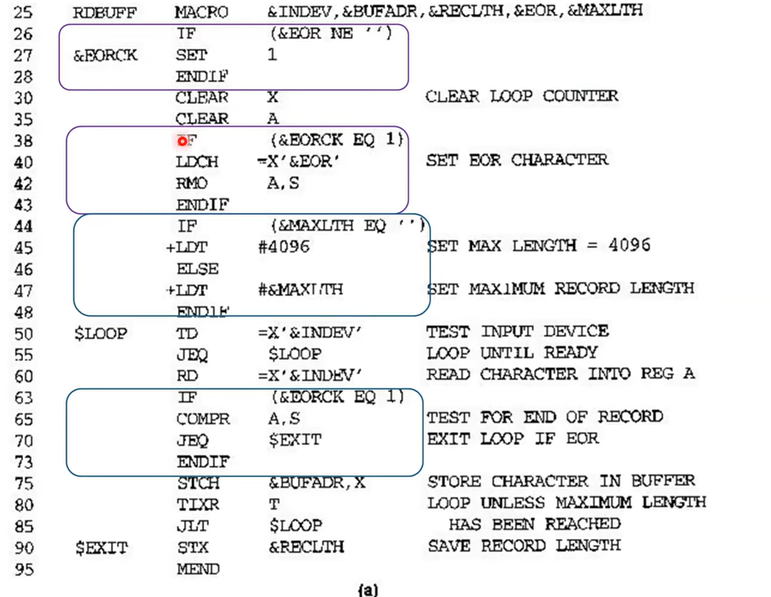 25 RDBUFF MACRO &INDEV,&BUFADR,&RECLTH,&EOR,&MAXLTH
26 IF (&EOR NE '')
27 &EORCK SET 1
28 ENDIF
30 CLEAR X CLEAR LOOP COUNTER
35 CLEAR A
38 IF (&EORCK EQ 1)
40 LDCH =X'&EOR' SET EOR CHARACTER
42 RMO A,S
43 ENDIF
44 IF (&MAXLTH EQ '')
45 +LDT #4096 SET MAX LENGTH = 4096
46 ELSE
47 +LDT #&MAXLTH SET MAXIMUM RECORD LENGTH
48 ENDIF
50 $LOOP TD =X'&INDEV' TEST INPUT DEVICE
55 JEQ $LOOP LOOP UNTIL READY
60 RD =X'&INDEV' READ CHARACTER INTO REG A
63 IF (&EORCK EQ 1)
65 COMPR A,S TEST FOR END OF RECORD
70 JEQ $EXIT EXIT LOOP IF EOR
73 ENDIF
75 STCH &BUFADR,X STORE CHARACTER IN BUFFER
80 TIXR T LOOP UNLESS MAXIMUM LENGTH
85 JLT $LOOP HAS BEEN REACHED
90 $EXIT STX &RECLTH SAVE RECORD LENGTH
95 MEND
(a)